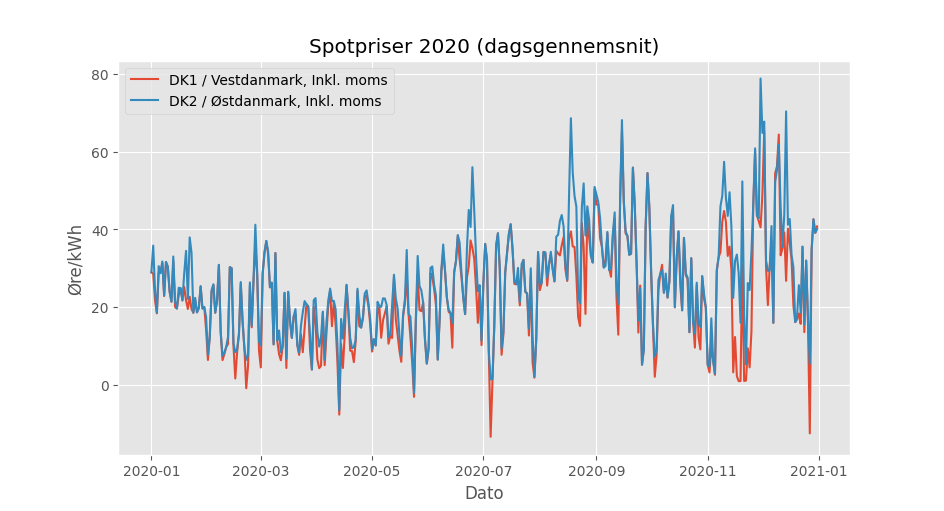 Spotpriser 2020 (dagsgennemsnit)
DK1 / Vestdanmark, Inkl. moms
DK2 / Østdanmark, Inkl. moms
80
60
40
20
0
Øre/kWh
2020-01 2020-03 2020-05 2020-07 2020-09 2020-11 2021-01
Dato